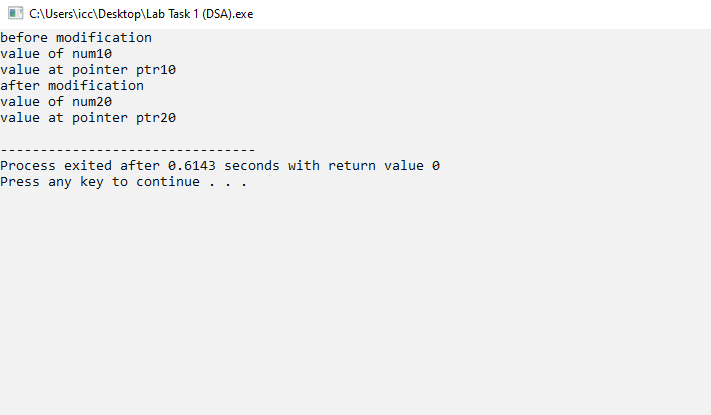 C:\Users\icc\Desktop\Lab Task 1 (DSA).exe
before modification
value of num10
value at pointer ptr10
after modification
value of num20
value at pointer ptr20
--------------------------------
Process exited after 0.6143 seconds with return value 0
Press any key to continue . . .